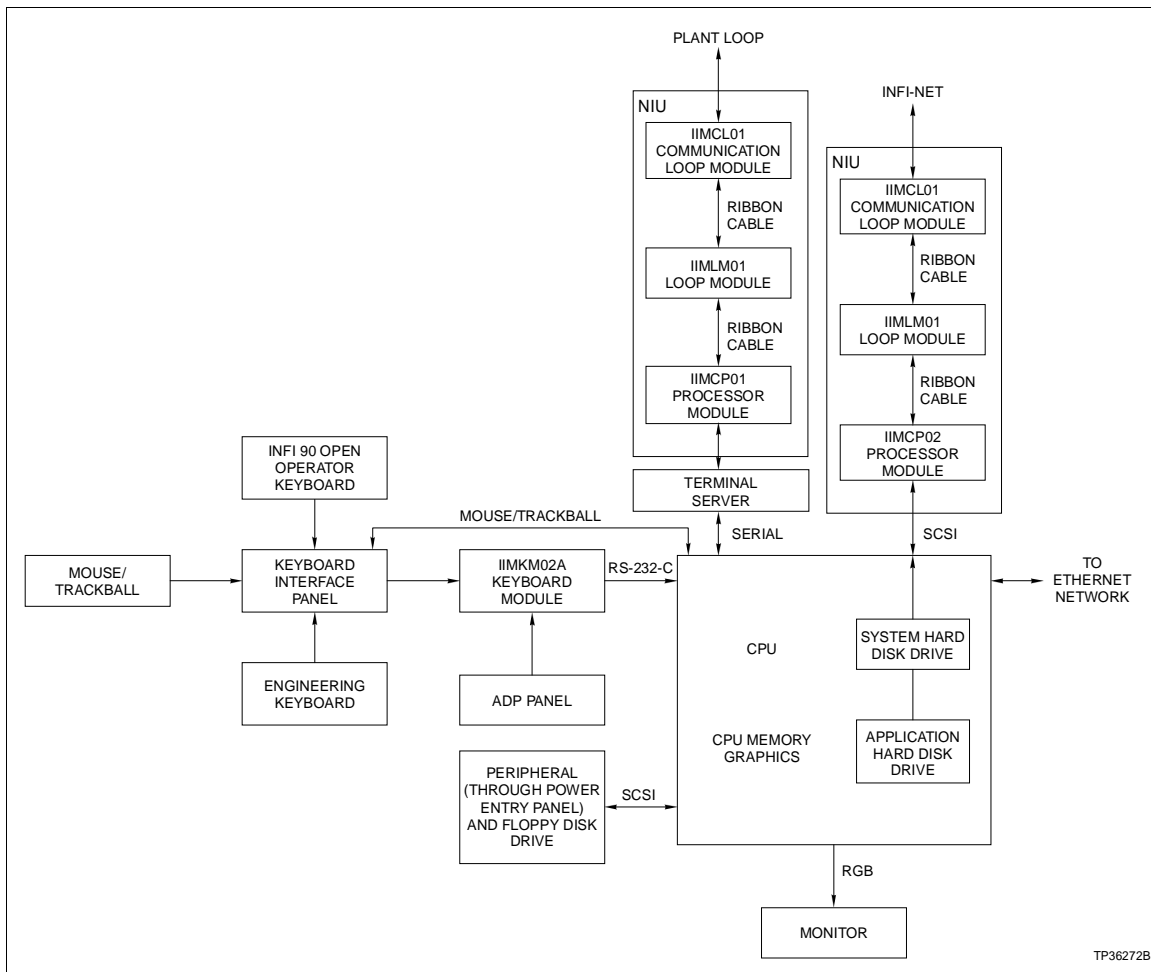 PLANT LOOP
NIU
IIMCL01
COMMUNICATION
LOOP MODULE
RIBBON
CABLE
IIMLM01
LOOP MODULE
RIBBON
CABLE
IIMCP01
PROCESSOR
MODULE
TERMINAL
SERVER
SERIAL
INFI-NET
NIU
IIMCL01
COMMUNICATION
LOOP MODULE
RIBBON
CABLE
IIMLM01
LOOP MODULE
RIBBON
CABLE
IIMCP02
PROCESSOR
MODULE
SCSI
INFI 90 OPEN
OPERATOR
KEYBOARD
MOUSE/TRACKBALL
MOUSE/
TRACKBALL
KEYBOARD
INTERFACE
PANEL
IIMKM02A
KEYBOARD
MODULE
RS-232-C
TO
ETHERNET
NETWORK
ENGINEERING
KEYBOARD
ADP PANEL
CPU
SYSTEM HARD
DISK DRIVE
CPU MEMORY
GRAPHICS
APPLICATION
HARD DISK
DRIVE
PERIPHERAL
(THROUGH POWER
ENTRY PANEL)
AND FLOPPY DISK
DRIVE
SCSI
RGB
MONITOR
TP36272B